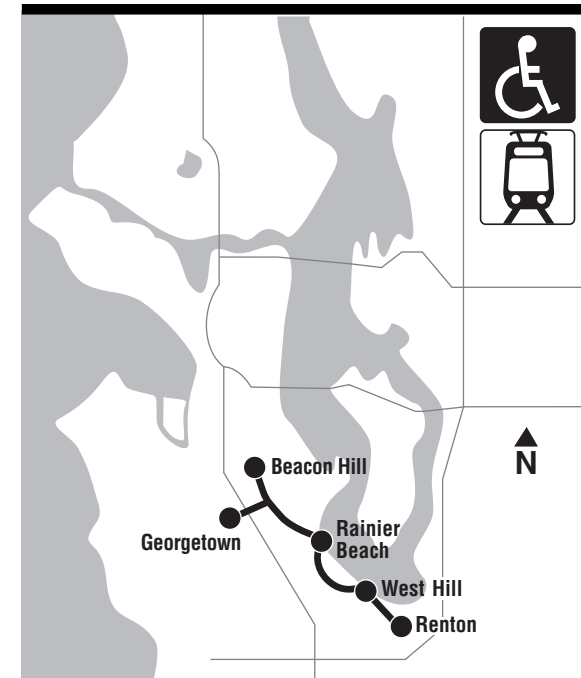 N
Beacon Hill
Georgetown
Rainier
Beach
West Hill
Renton